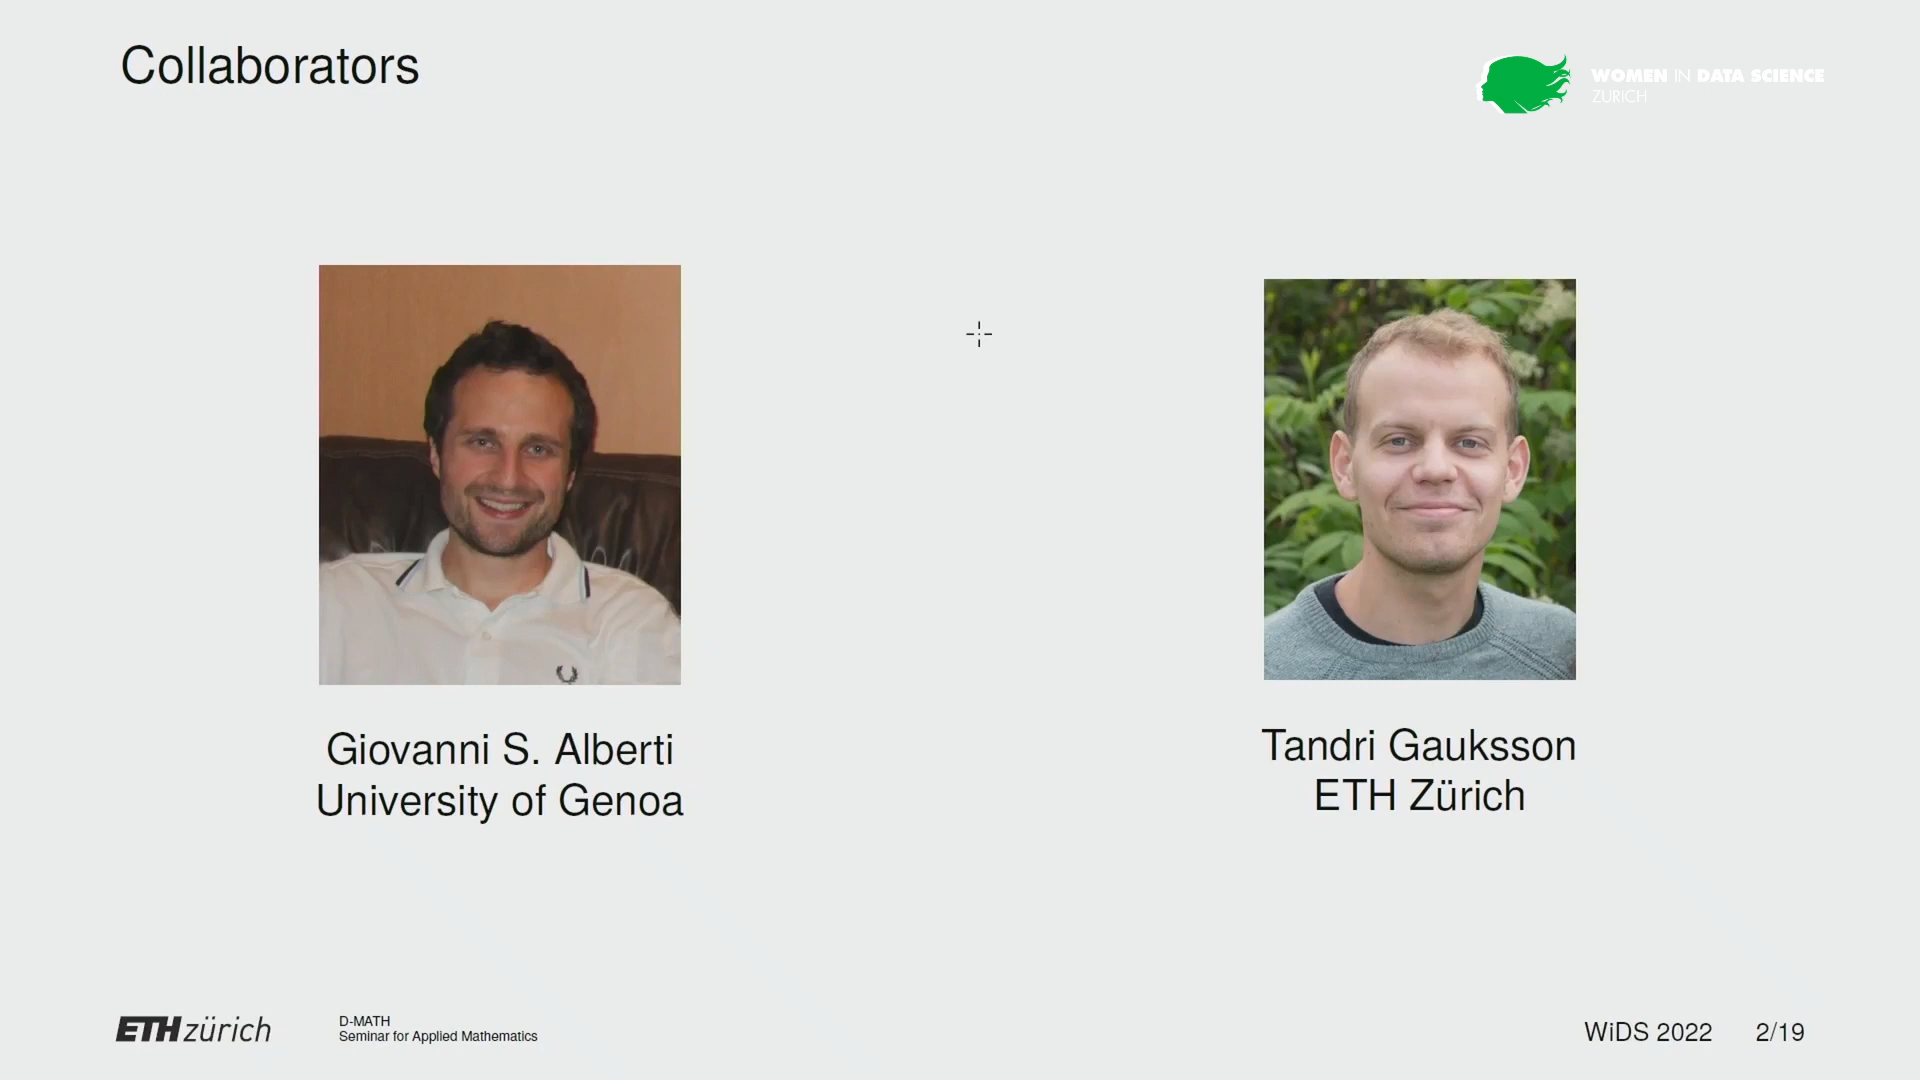 Collaborators
WOMEN IN DATA SCIENCE
ZURICH
Giovanni S. Alberti
University of Genoa
Tandri Gauksson
ETH Zürich
ETH zürich
D-MATH
Seminar for Applied Mathematics
WiDS 2022
2/19